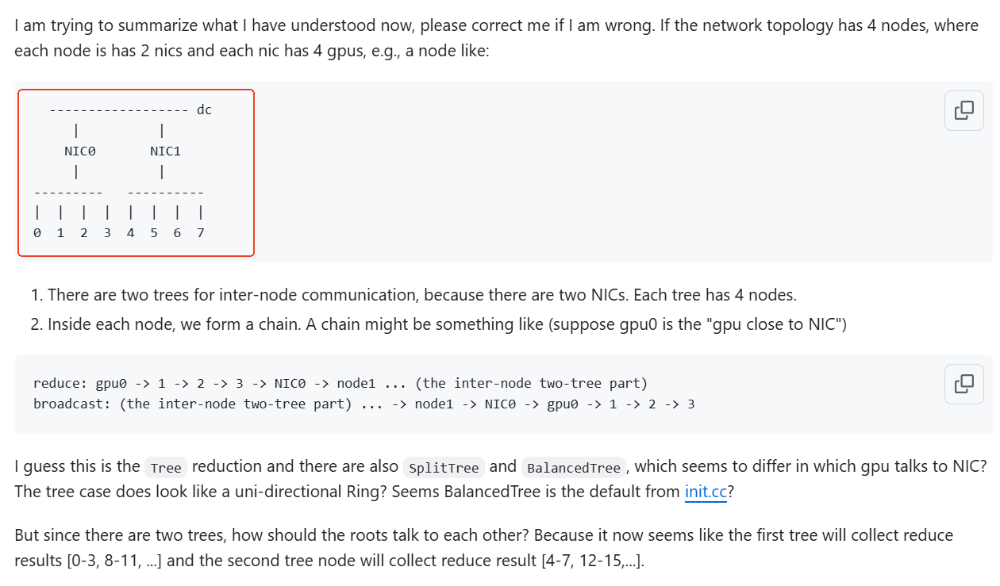 I am trying to summarize what I have understood now, please correct me if I am wrong. If the network topology has 4 nodes, where
each node is has 2 nics and each nic has 4 gpus, e.g., a node like:
------------------ dc
| |
NIC0 NIC1
| |
--------- ----------
| | | | | | | |
0 1 2 3 4 5 6 7
1. There are two trees for inter-node communication, because there are two NICs. Each tree has 4 nodes.
2. Inside each node, we form a chain. A chain might be something like (suppose gpu0 is the "gpu close to NIC")
reduce: gpu0 -> 1 -> 2 -> 3 -> NIC0 -> node1 ... (the inter-node two-tree part)
broadcast: (the inter-node two-tree part) ... -> node1 -> NIC0 -> gpu0 -> 1 -> 2 -> 3
I guess this is the Tree reduction and there are also SplitTree and BalancedTree, which seems to differ in which gpu talks to NIC?
The tree case does look like a uni-directional Ring? Seems BalancedTree is the default from init.cc?
But since there are two trees, how should the roots talk to each other? Because it now seems like the first tree will collect reduce
results [0-3, 8-11, ...] and the second tree node will collect reduce result [4-7, 12-15,...].